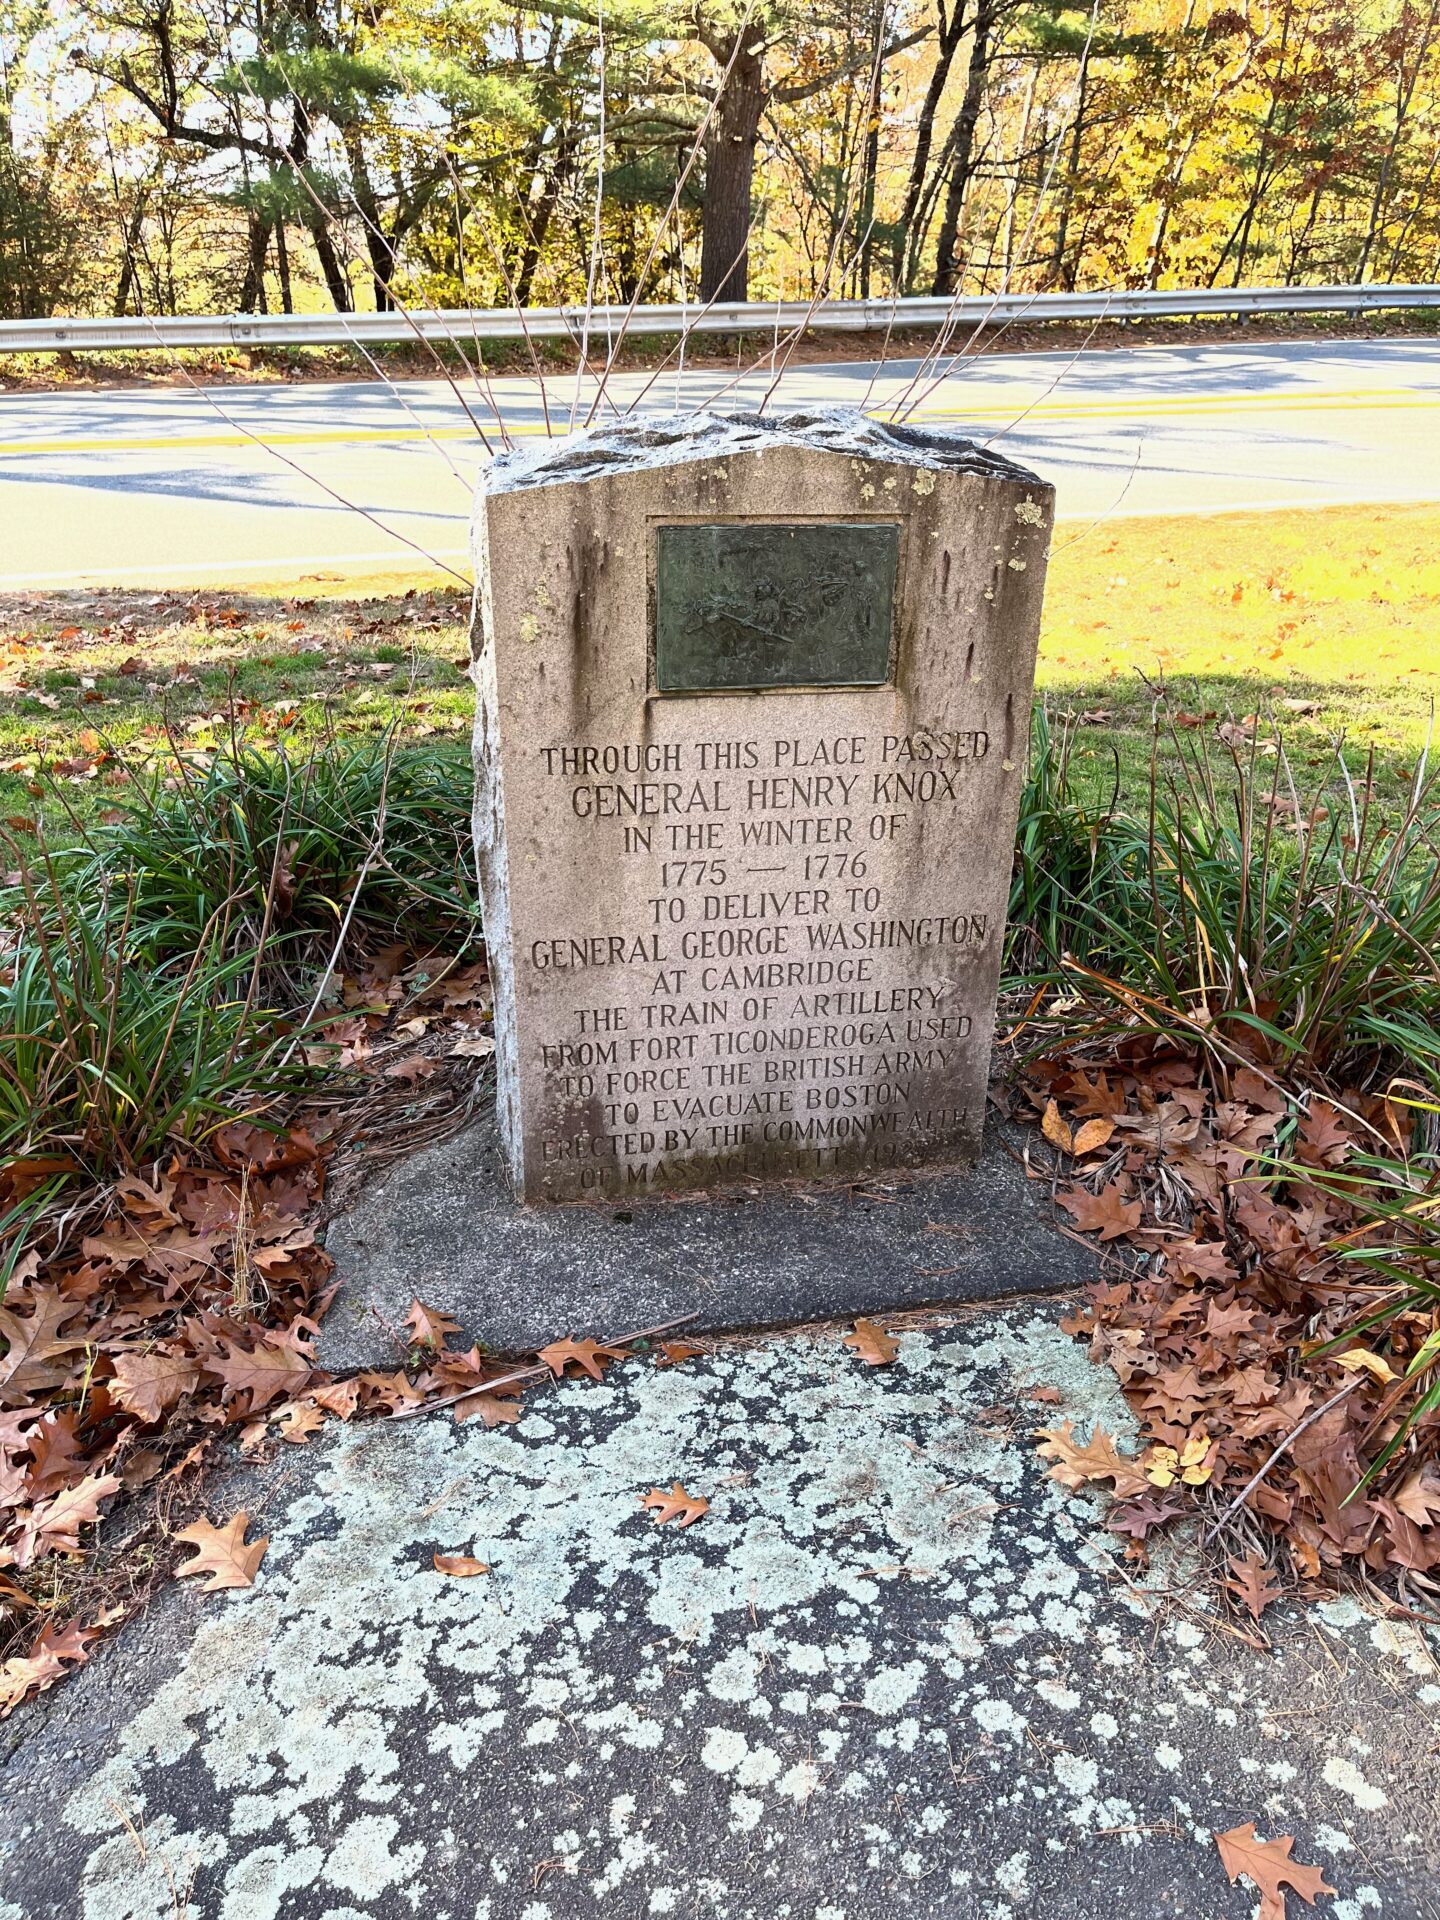 THROUGH THIS PLACE PASSED
GENERAL HENRY KNOX
IN THE WINTER OF
1775 — 1776
TO DELIVER TO
GENERAL GEORGE WASHINGTON
AT CAMBRIDGE
THE TRAIN OF ARTILLERY
FROM FORT TICONDEROGA USED
TO FORCE THE BRITISH ARMY
TO EVACUATE BOSTON
ERECTED BY THE COMMONWEALTH
OF MASSACHUSETTS